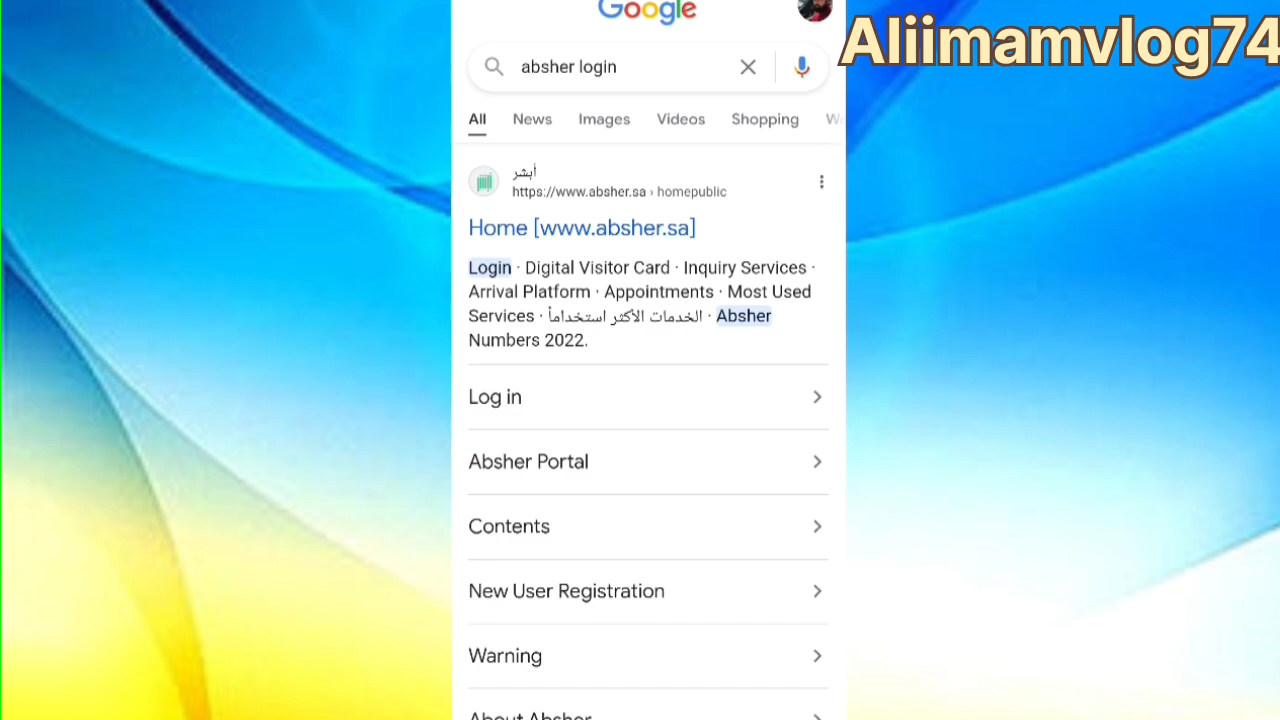 Google
Aliimamvlog74
absher login
All News Images Videos Shopping
أبشر
https://www.absher.sa › homepublic
Home [www.absher.sa]
Login · Digital Visitor Card · Inquiry Services ·
Arrival Platform · Appointments · Most Used
Services · الخدمات الأكثر استخداماً · Absher
Numbers 2022.
Log in
Absher Portal
Contents
New User Registration
Warning
About Absher